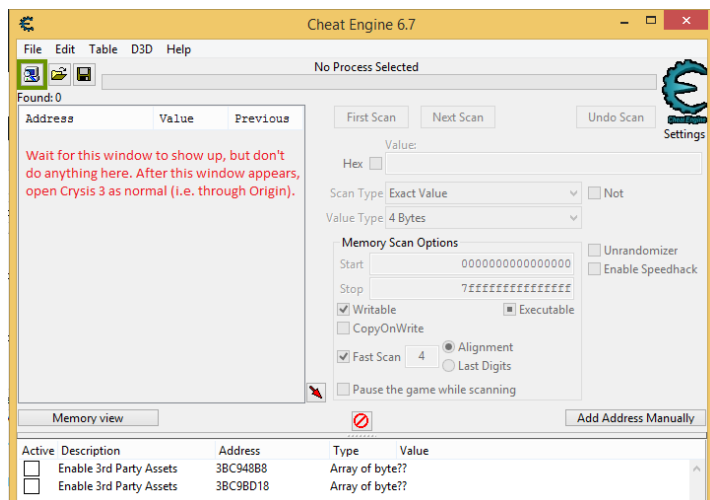 Cheat Engine 6.7
File Edit Table D3D Help
No Process Selected
Found: 0
Address Value Previous
First Scan Next Scan Undo Scan
Cheat Engine
Settings
Wait for this window to show up, but don't
do anything here. After this window appears,
open Crysis 3 as normal (i.e. through Origin).
Value:
Hex
Scan Type Exact Value Not
Value Type 4 Bytes
Memory Scan Options
Unrandomizer
Start 0000000000000000
Enable Speedhack
Stop 7fffffffffffffff
Writable Executable
CopyOnWrite
Fast Scan 4 Alignment
Last Digits
Pause the game while scanning
Memory view Add Address Manually
Active Description Address Type Value
Enable 3rd Party Assets 3BC948B8 Array of byte??
Enable 3rd Party Assets 3BC9BD18 Array of byte??